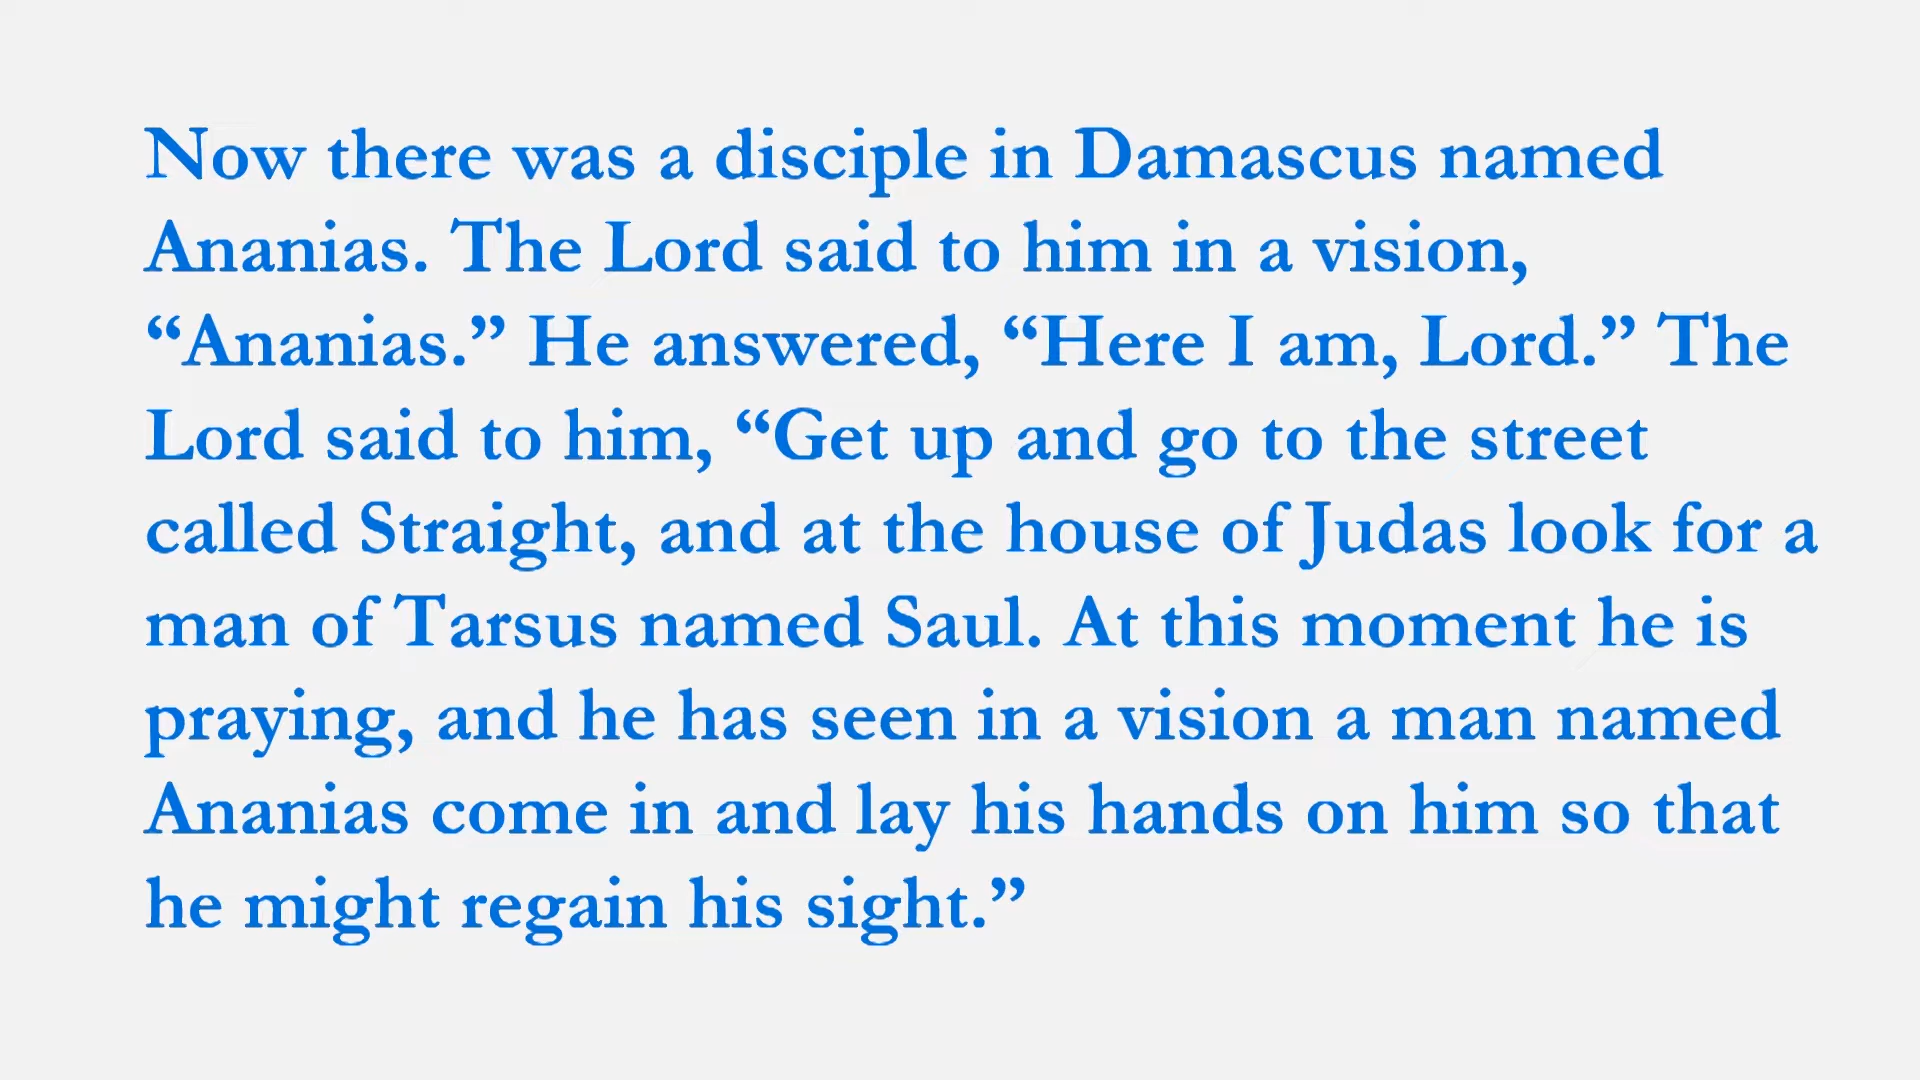 Now there was a disciple in Damascus named
Ananias. The Lord said to him in a vision,
“Ananias.” He answered, “Here I am, Lord.” The
Lord said to him, “Get up and go to the street
called Straight, and at the house of Judas look for a
man of Tarsus named Saul. At this moment he is
praying, and he has seen in a vision a man named
Ananias come in and lay his hands on him so that
he might regain his sight.”